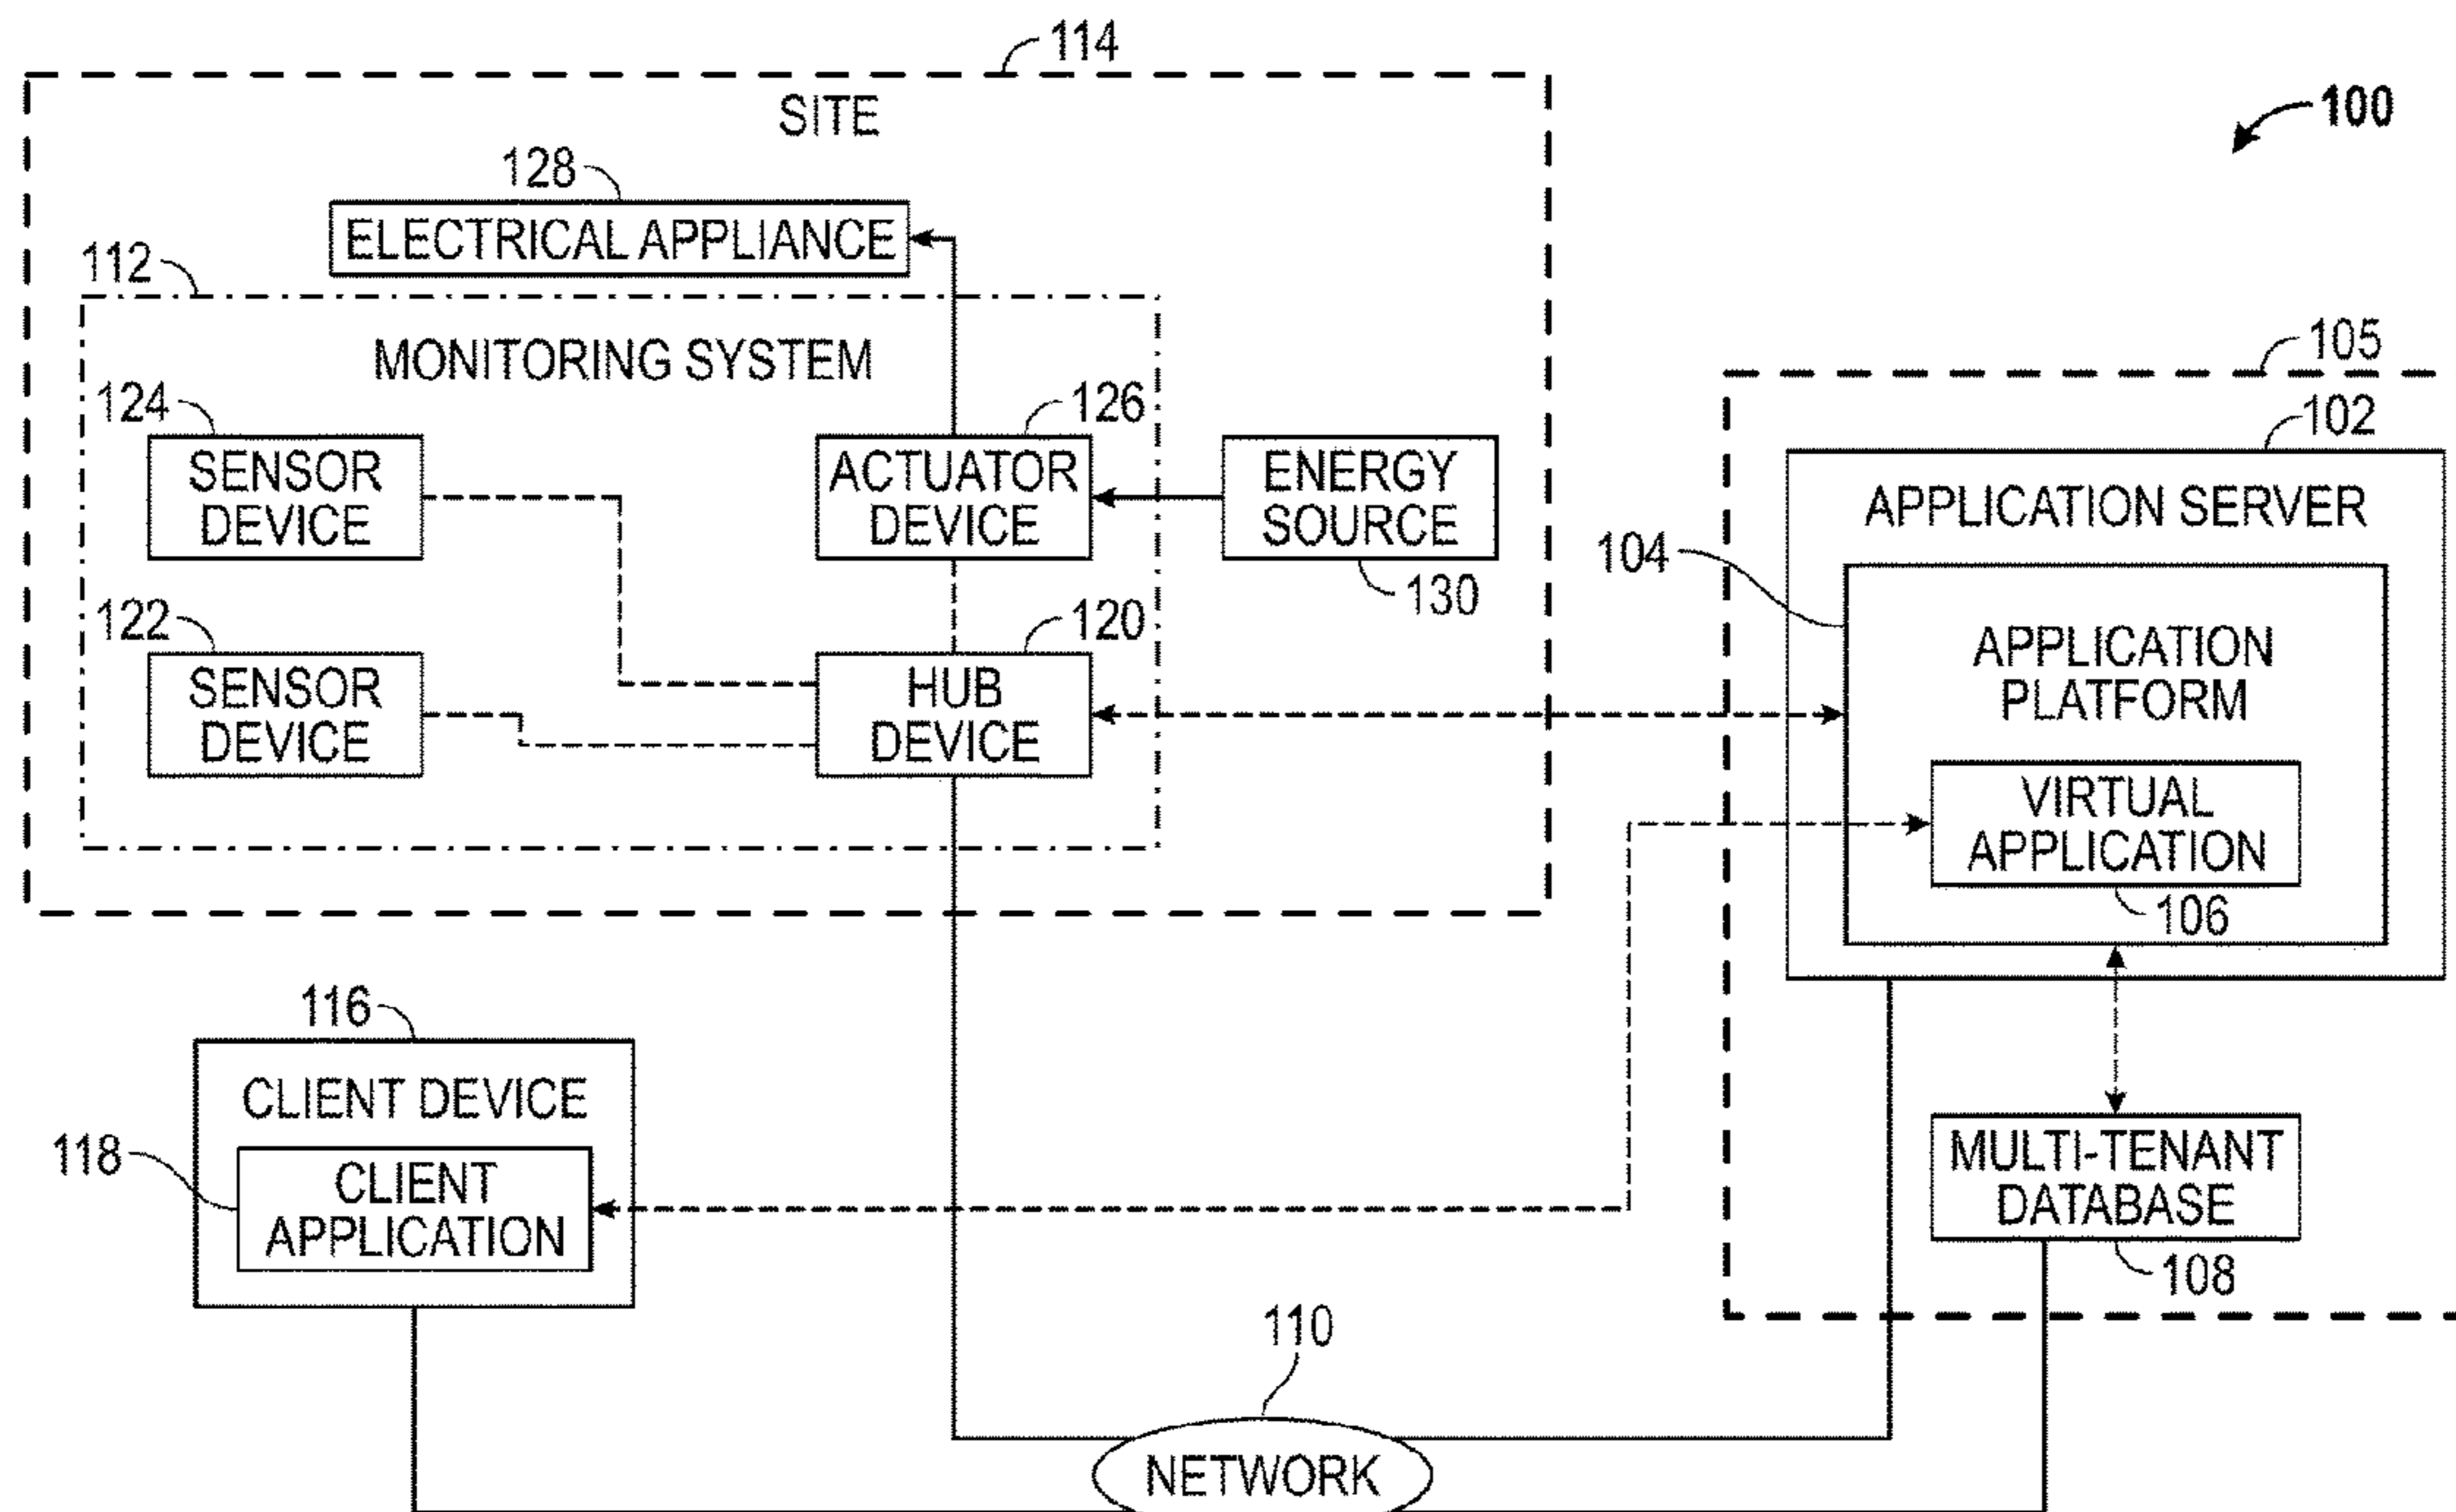 114
SITE
100
128
ELECTRICAL APPLIANCE
112
MONITORING SYSTEM
105
124
126
102
SENSOR
DEVICE
ACTUATOR
DEVICE
ENERGY
SOURCE
APPLICATION SERVER
104
130
122
120
SENSOR
DEVICE
HUB
DEVICE
APPLICATION
PLATFORM
VIRTUAL
APPLICATION
106
116
CLIENT DEVICE
118
CLIENT
APPLICATION
MULTI-TENANT
DATABASE
108
110
NETWORK